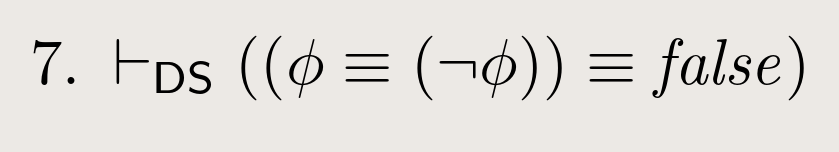 7. ⊢DS ((ϕ ≡ (¬ϕ)) ≡ false)